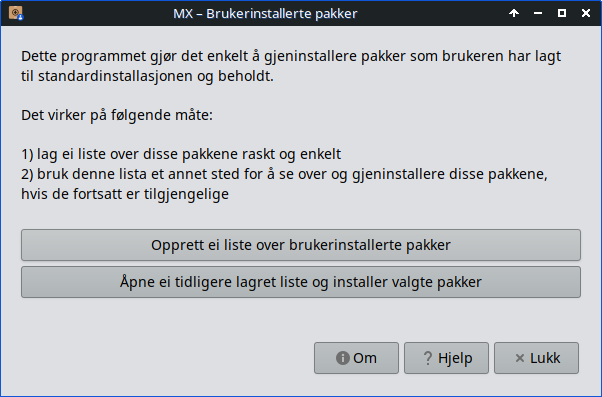 MX – Brukerinstallerte pakker
Dette programmet gjør det enkelt å gjeninstallere pakker som brukeren har lagt
til standardinstallasjonen og beholdt.
Det virker på følgende måte:
1) lag ei liste over disse pakkene raskt og enkelt
2) bruk denne lista et annet sted for å se over og gjeninstallere disse pakkene,
hvis de fortsatt er tilgjengelige
Opprett ei liste over brukerinstallerte pakker
Åpne ei tidligere lagret liste og installer valgte pakker
Om
Hjelp
Lukk